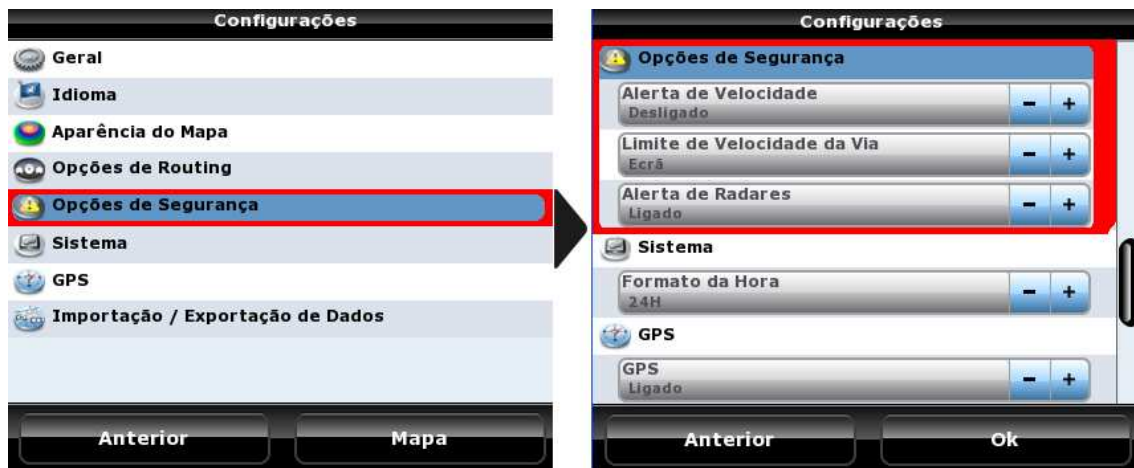 Configurações
Geral
Idioma
Aparência do Mapa
Opções de Routing
Opções de Segurança
Sistema
GPS
Importação / Exportação de Dados
Anterior
Mapa
Configurações
Opções de Segurança
Alerta de Velocidade
Desligado
- +
Limite de Velocidade da Via
Ecrã
- +
Alerta de Radares
Ligado
- +
Sistema
Formato da Hora
24H
- +
GPS
GPS
Ligado
- +
Anterior
Ok